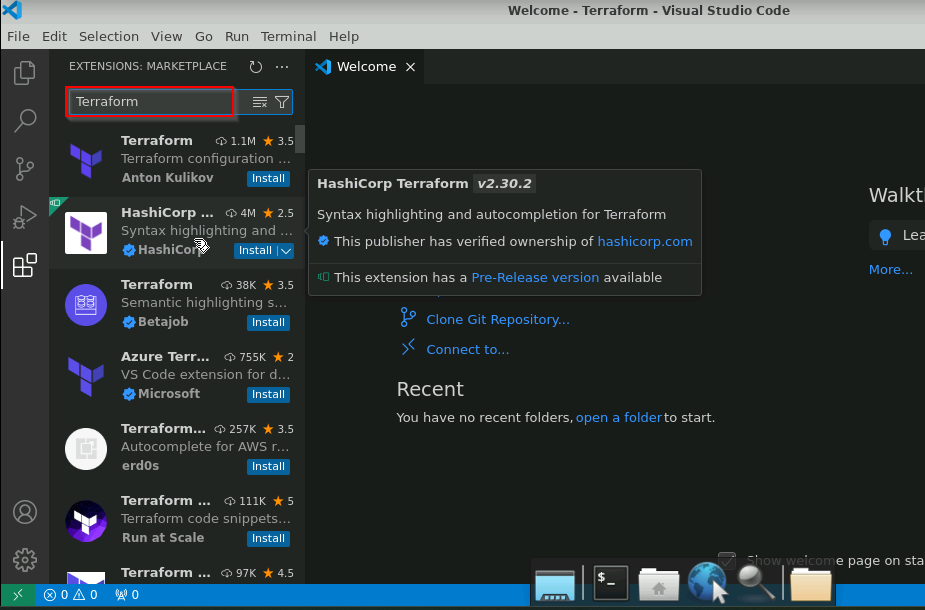 Welcome - Terraform - Visual Studio Code
File Edit Selection View Go Run Terminal Help
EXTENSIONS: MARKETPLACE
Welcome
Terraform
Terraform 1.1M 3.5
Terraform configuration ...
Anton Kulikov Install
HashiCorp ... 4M 2.5
Syntax highlighting and ...
HashiCorp Install
Terraform 38K 3.5
Semantic highlighting s...
Betajob Install
Azure Terr... 755K 2
VS Code extension for d...
Microsoft Install
Terraform... 257K 3.5
Autocomplete for AWS r...
erd0s Install
Terraform ... 111K 5
Terraform code snippets...
Run at Scale Install
Terraform ... 97K 4.5
HashiCorp Terraform v2.30.2
Syntax highlighting and autocompletion for Terraform
This publisher has verified ownership of hashicorp.com
This extension has a Pre-Release version available
Clone Git Repository...
Connect to...
Recent
You have no recent folders, open a folder to start.
Walkt
Lea
More...
Show welcome page on sta
0 0 0
$_